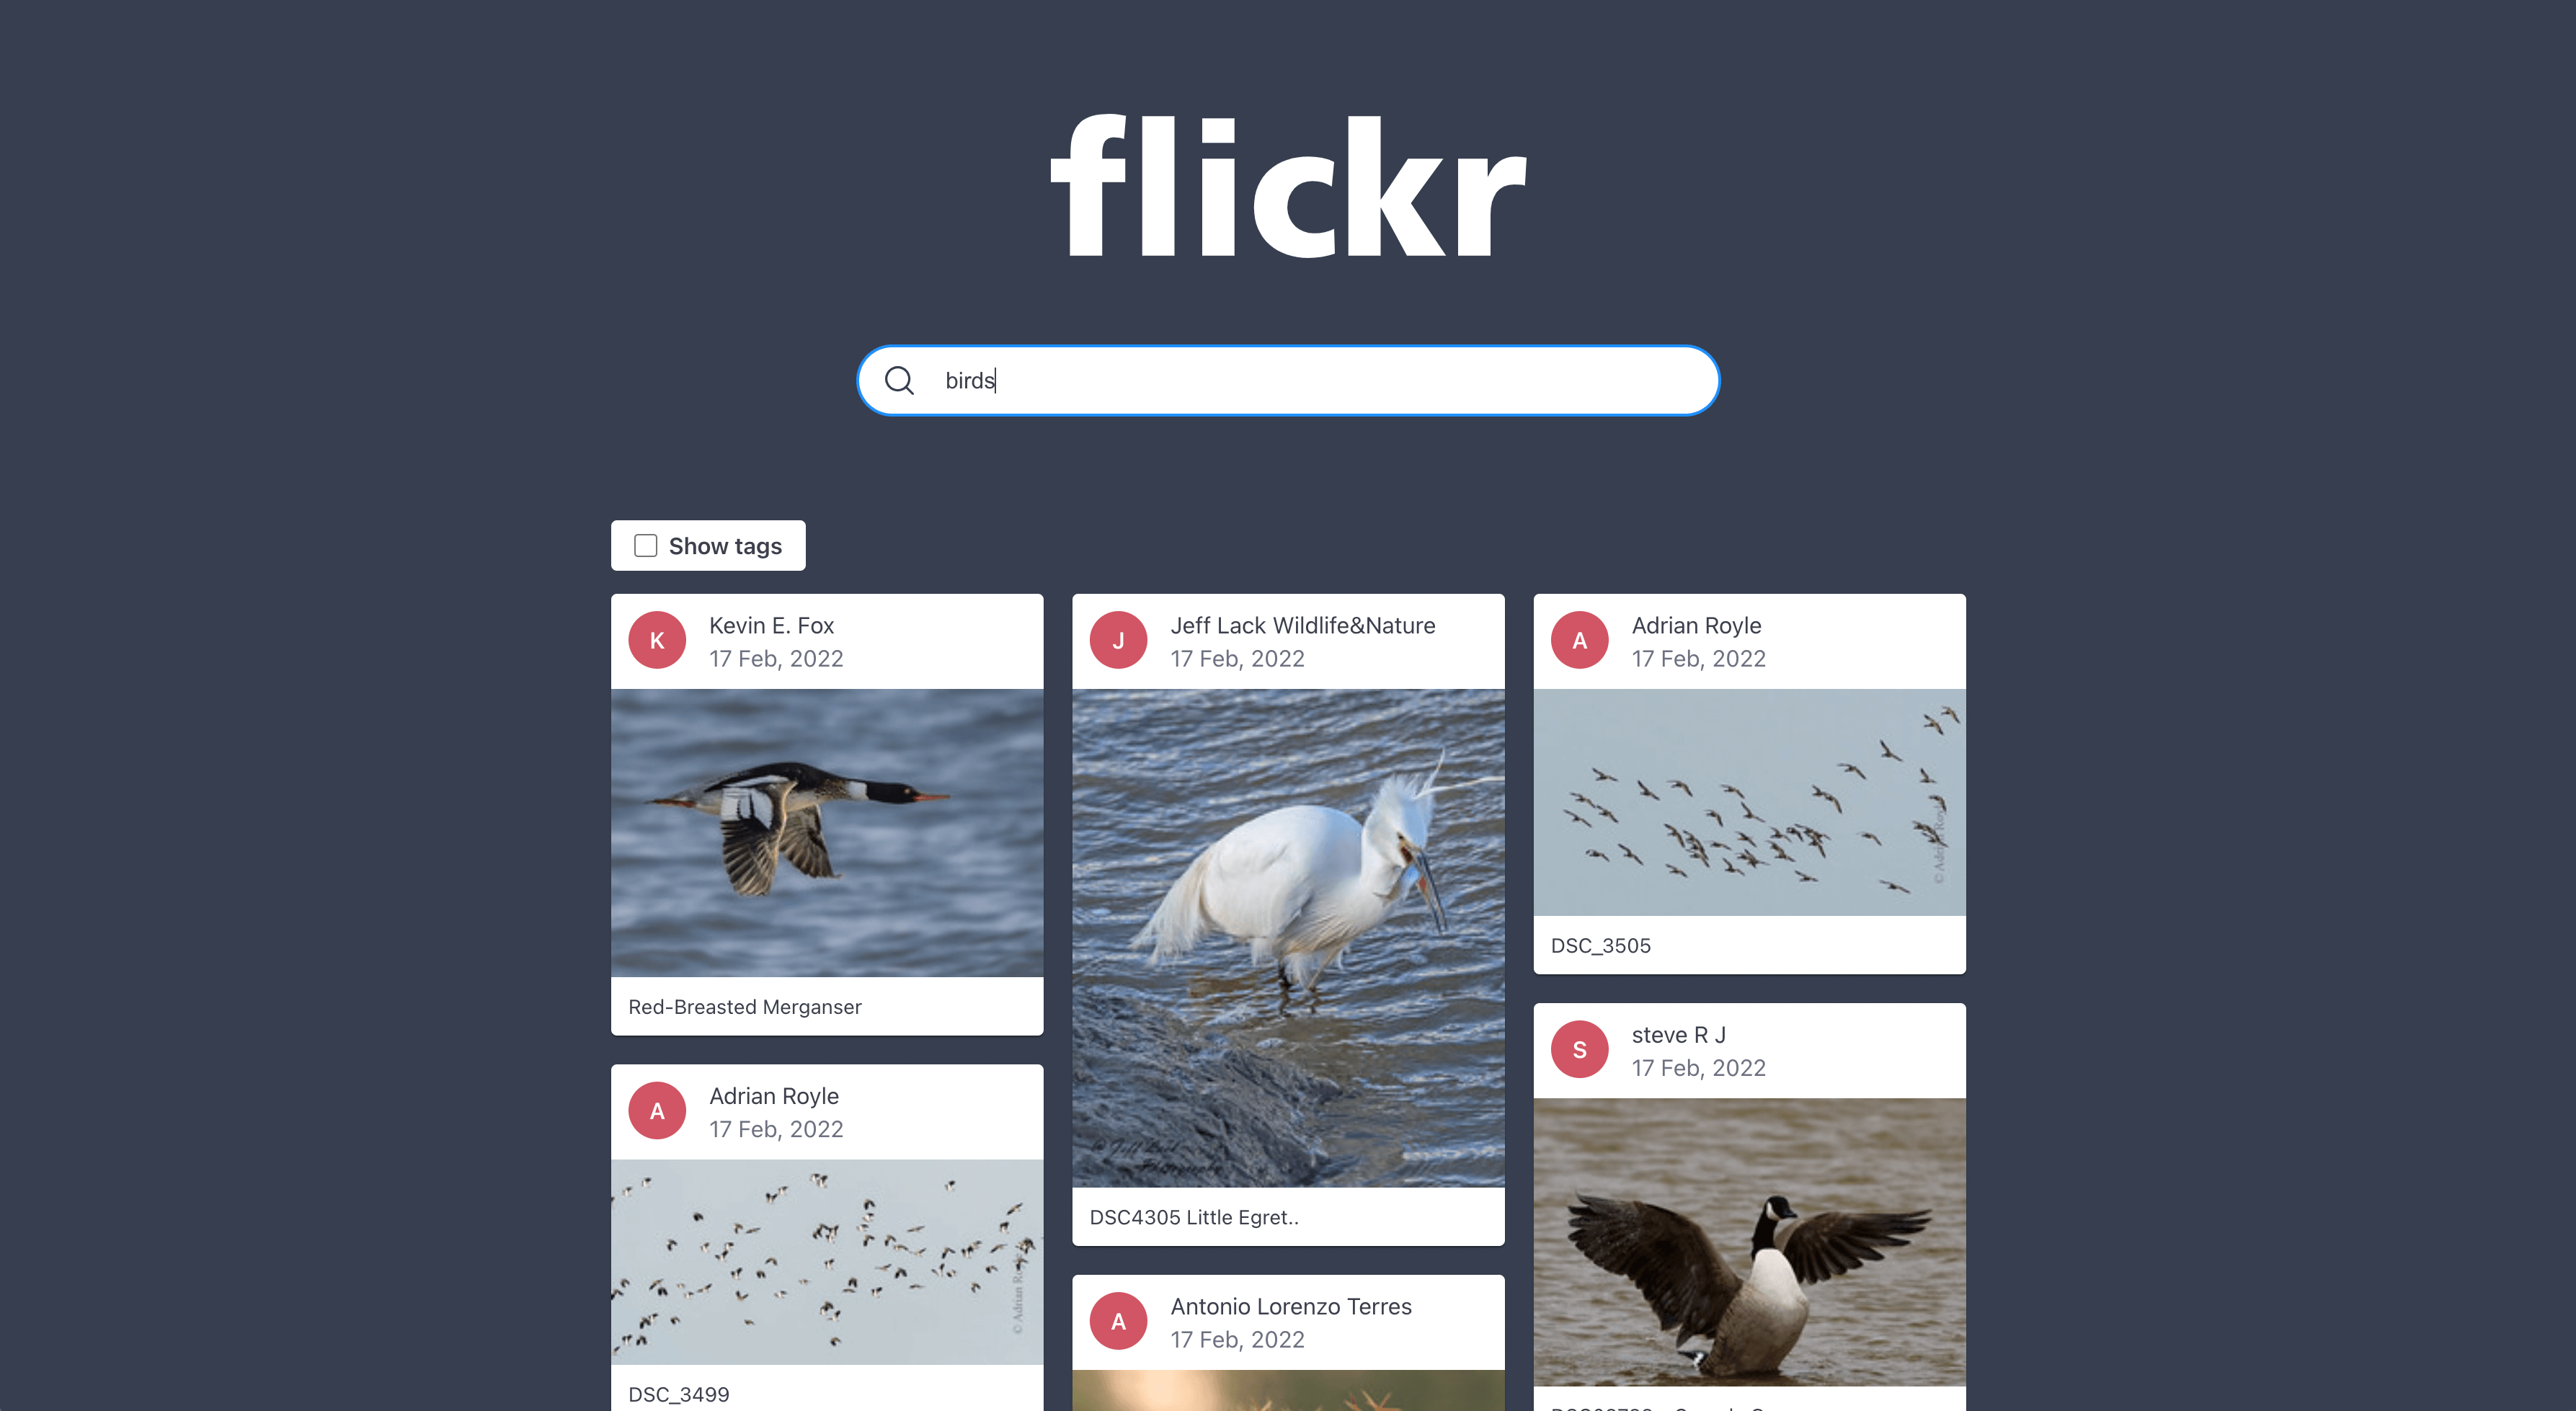 flickr
birds
Show tags
K
Kevin E. Fox
17 Feb, 2022
Red-Breasted Merganser
A
Adrian Royle
17 Feb, 2022
© Adrian Royle
DSC_3499
J
Jeff Lack Wildlife&Nature
17 Feb, 2022
DSC4305 Little Egret..
A
Antonio Lorenzo Terres
17 Feb, 2022
A
Adrian Royle
17 Feb, 2022
© Adrian Royle
DSC_3505
S
steve R J
17 Feb, 2022